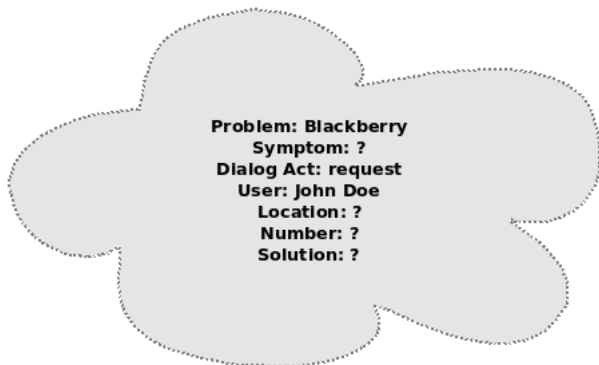 Problem: Blackberry
Symptom: ?
Dialog Act: request
User: John Doe
Location: ?
Number: ?
Solution: ?